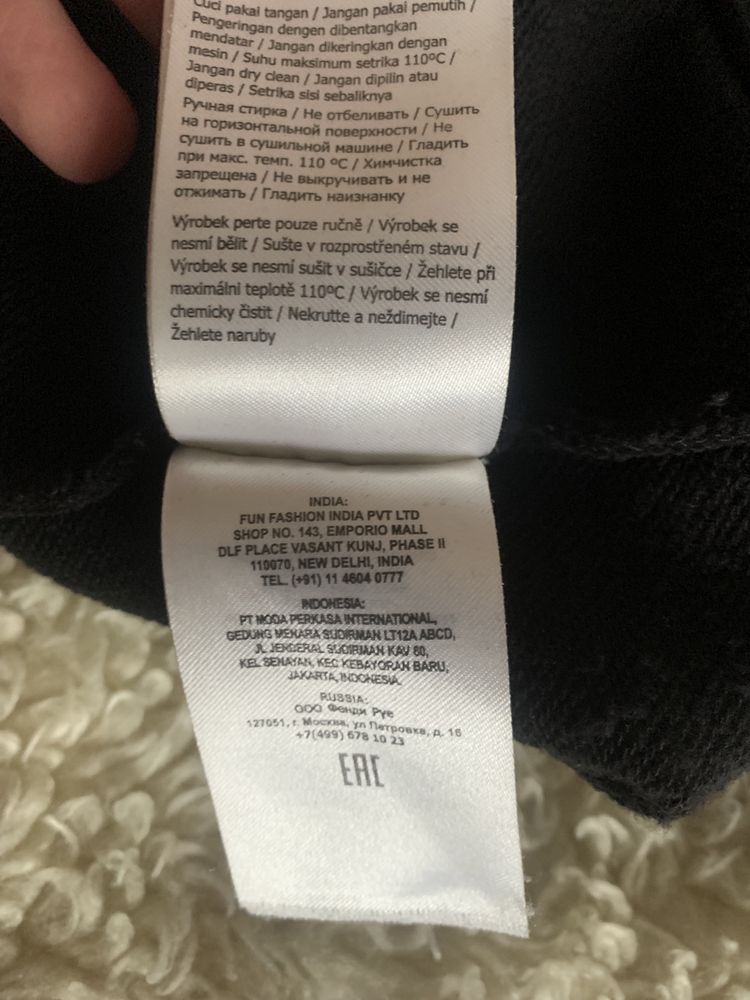 Cuci pakai tangan / Jangan pakai pemutih /
Pengeringan dengen dibentangkan
mendatar / Jangan dikeringkan dengan
mesin / Suhu maksimum setrika 110ºC /
Jangan dry clean / Jangan dipilin atau
diperas / Setrika sisi sebaliknya
Ручная стирка / Не отбеливать / Сушить
на горизонтальной поверхности / Не
сушить в сушильной машине / Гладить
при макс. темп. 110 ºC / Химчистка
запрещена / Не выкручивать и не
отжимать / Гладить наизнанку
Výrobek perte pouze ručně / Výrobek se
nesmí bělit / Sušte v rozprostřeném stavu /
Výrobek se nesmí sušit v sušičce / Žehlete při
maximálni teplotě 110ºC / Výrobek se nesmí
chemicky čistit / Nekrutte a neždimejte /
Žehlete naruby
INDIA:
FUN FASHION INDIA PVT LTD
SHOP NO. 143, EMPORIO MALL
DLF PLACE VASANT KUNJ, PHASE II
110070, NEW DELHI, INDIA
TEL. (+91) 11 4604 0777
INDONESIA:
PT MODA PERKASA INTERNATIONAL,
GEDUNG MENARA SUDIRMAN LT12A ABCD,
JL JENDERAL SUDIRMAN KAV 60,
KEL SENAYAN, KEC KEBAYORAN BARU,
JAKARTA, INDONESIA
RUSSIA:
ООО Фенди Руе
127051, г. Москва, ул Петровка, д. 16
+7(499) 678 10 23
EAC